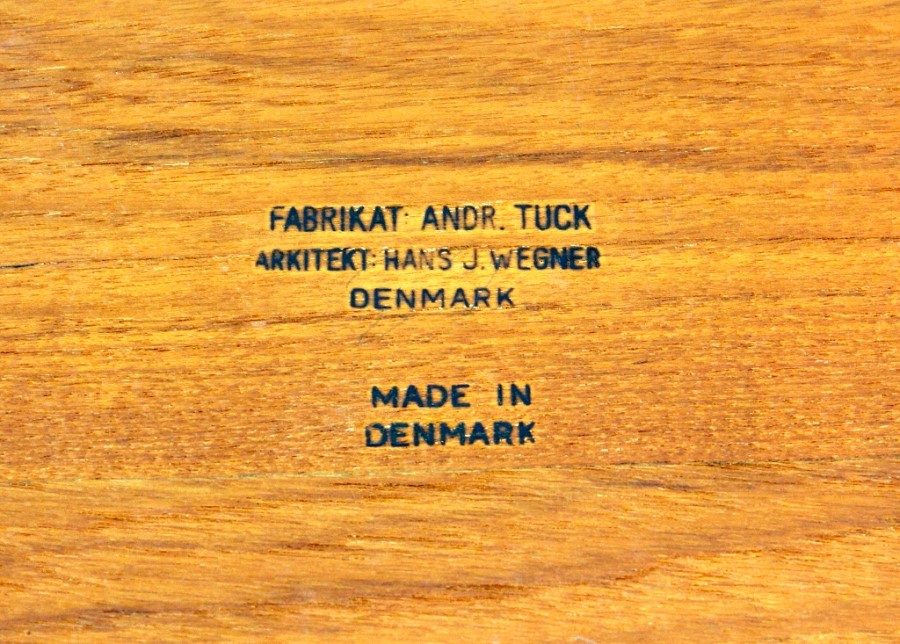 FABRIKAT: ANDR. TUCK
ARKITEKT: HANS J. WEGNER
DENMARK
MADE IN
DENMARK